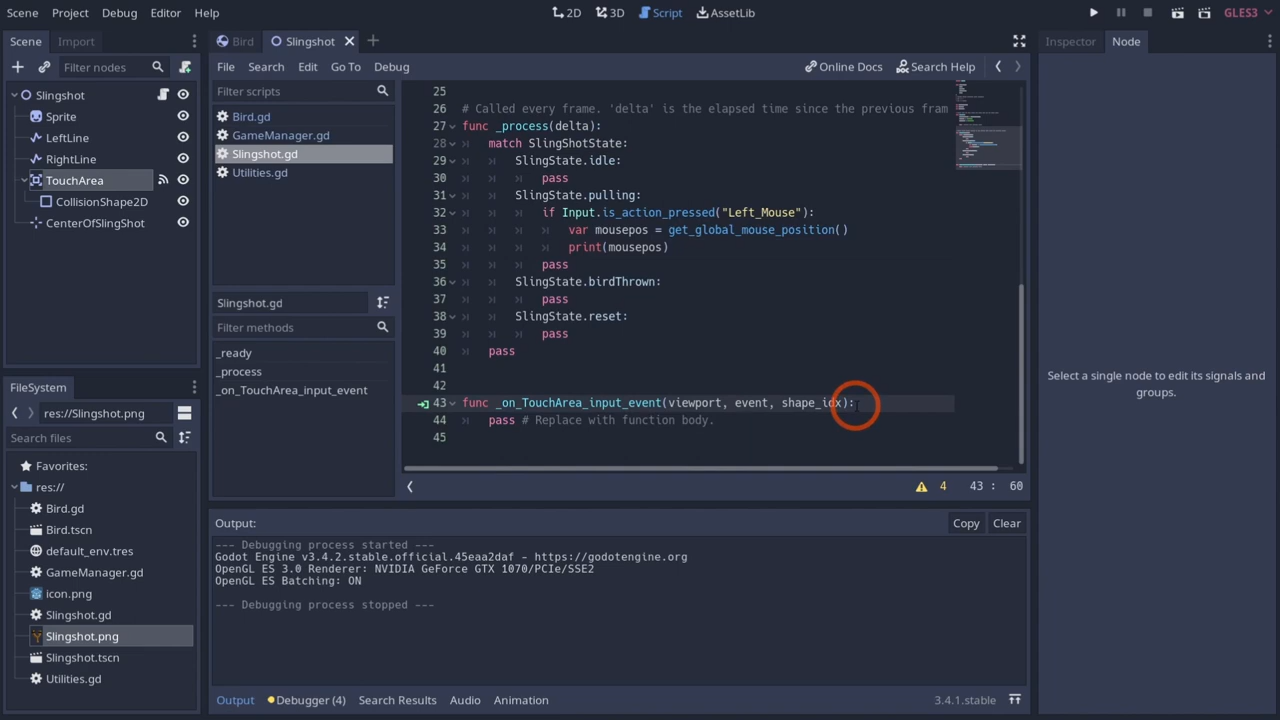 Scene Project Debug Editor Help
2D 3D Script AssetLib
GLES3
Scene Import
Filter nodes
Slingshot
Sprite
LeftLine
RightLine
TouchArea
CollisionShape2D
CenterOfSlingShot
FileSystem
res://Slingshot.png
Search files
Favorites:
res://
Bird.gd
Bird.tscn
default_env.tres
GameManager.gd
icon.png
Slingshot.gd
Slingshot.png
Slingshot.tscn
Utilities.gd
Bird Slingshot
File Search Edit Go To Debug
Online Docs Search Help
Filter scripts
Bird.gd
GameManager.gd
Slingshot.gd
Utilities.gd
Slingshot.gd
Filter methods
_ready
_process
_on_TouchArea_input_event
25
26 # Called every frame. 'delta' is the elapsed time since the previous fram
27 func _process(delta):
28 match SlingShotState:
29 SlingState.idle:
30 pass
31 SlingState.pulling:
32 if Input.is_action_pressed("Left_Mouse"):
33 var mousepos = get_global_mouse_position()
34 print(mousepos)
35 pass
36 SlingState.birdThrown:
37 pass
38 SlingState.reset:
39 pass
40 pass
41
42
43 func _on_TouchArea_input_event(viewport, event, shape_idx):
44 pass # Replace with function body.
45
4 43 : 60
Output:
Copy Clear
--- Debugging process started ---
Godot Engine v3.4.2.stable.official.45eaa2daf - https://godotengine.org
OpenGL ES 3.0 Renderer: NVIDIA GeForce GTX 1070/PCIe/SSE2
OpenGL ES Batching: ON
--- Debugging process stopped ---
Output Debugger (4) Search Results Audio Animation
3.4.1.stable
Inspector Node
Select a single node to edit its signals and
groups.